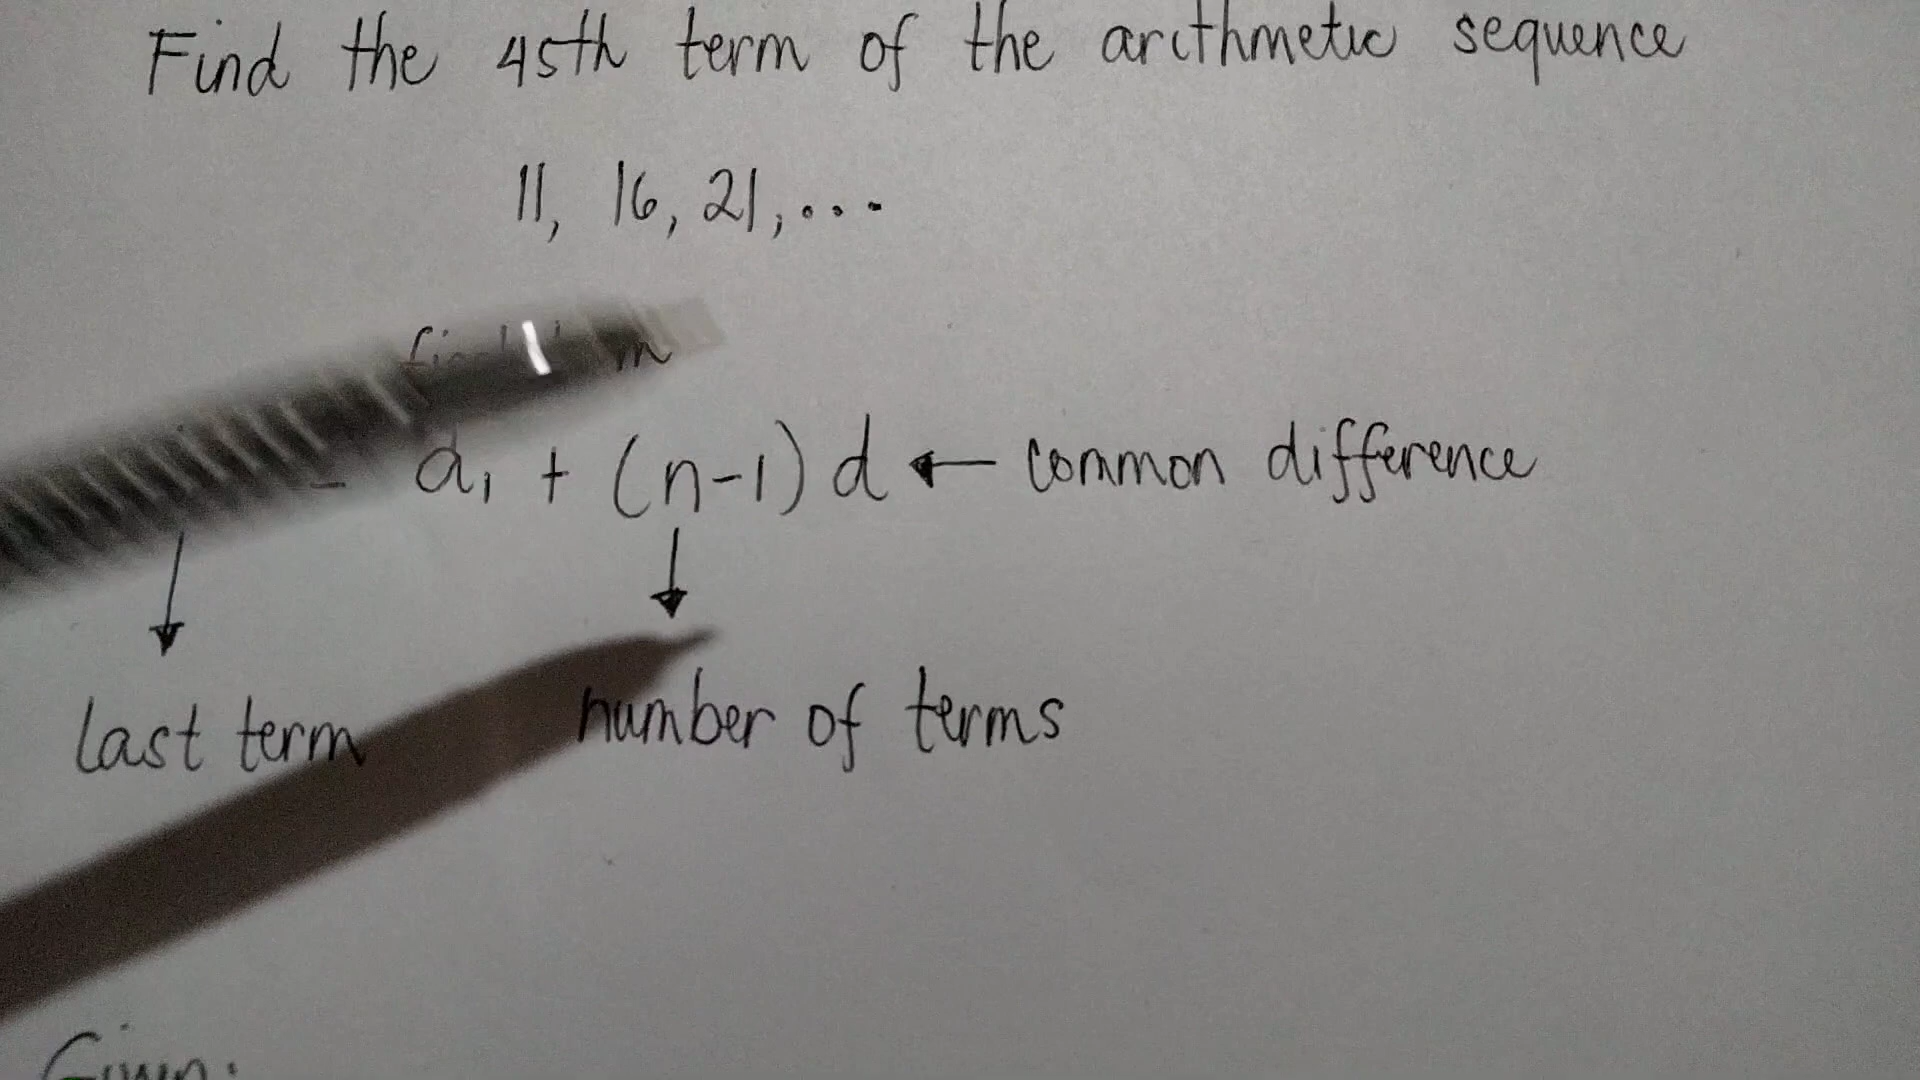 Find the 45th term of the arithmetic sequence
11, 16, 21, ...
a₁ + (n-1) d ← common difference
last term
number of terms
Given: